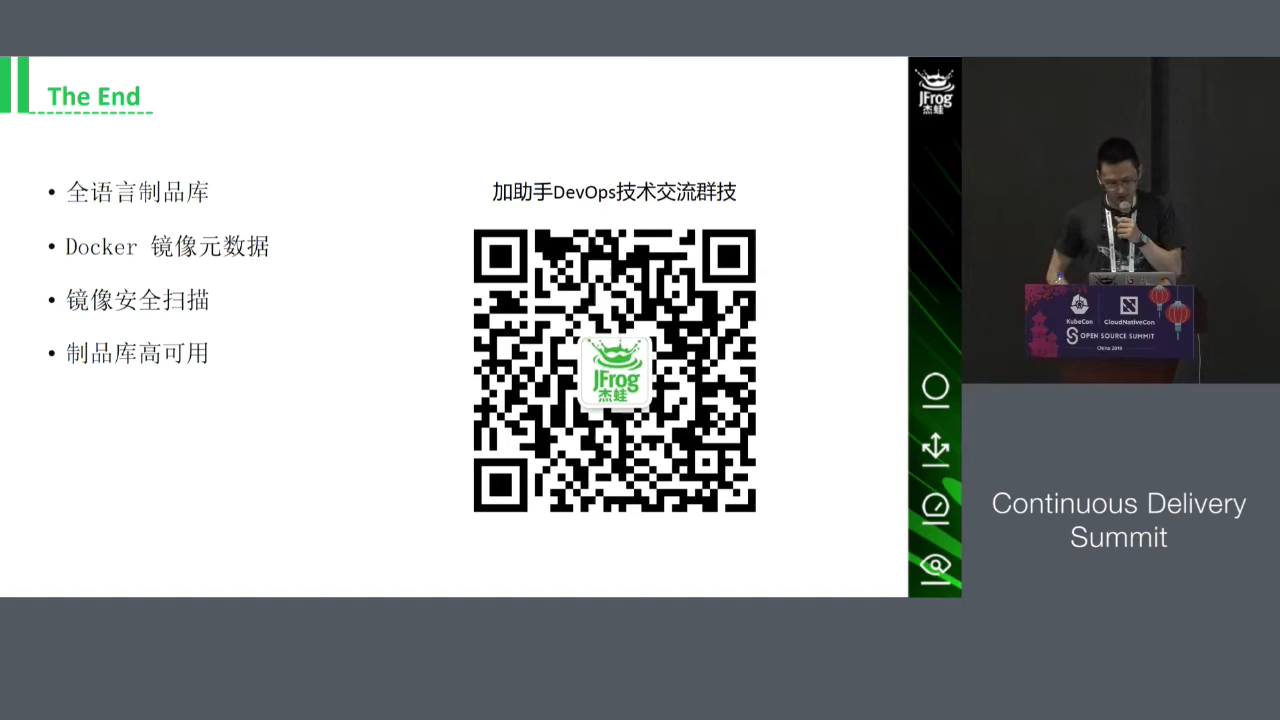 The End
• 全语言制品库
• Docker 镜像元数据
• 镜像安全扫描
• 制品库高可用
加助手DevOps技术交流群技
JFrog
杰蛙
JFrog
杰蛙
KubeCon
CloudNativeCon
OPEN SOURCE SUMMIT
China 2019
Continuous Delivery
Summit